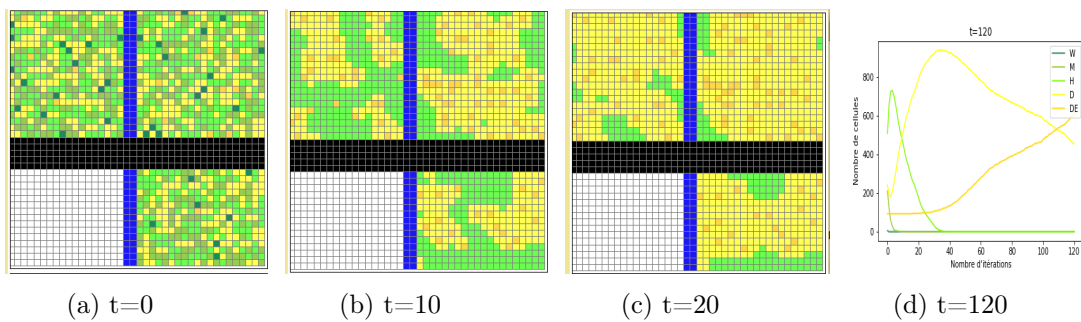 t=120
W
M
H
D
DE
Nombre de cellules
800
600
400
200
0
0 20 40 60 80 100 120
Nombre d'itérations
(a) t=0 (b) t=10 (c) t=20 (d) t=120